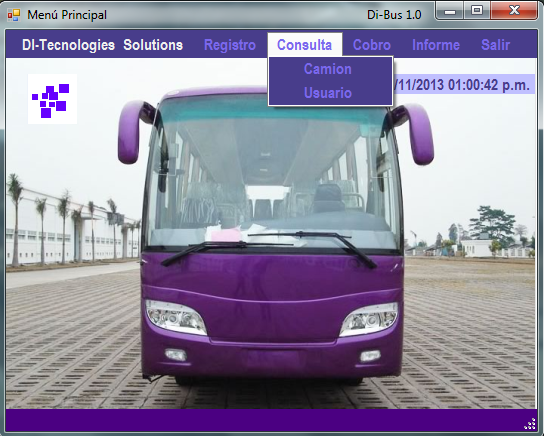 Menú Principal Di-Bus 1.0
DI-Tecnologies Solutions Registro Consulta Cobro Informe Salir
Camion
Usuario
/11/2013 01:00:42 p.m.